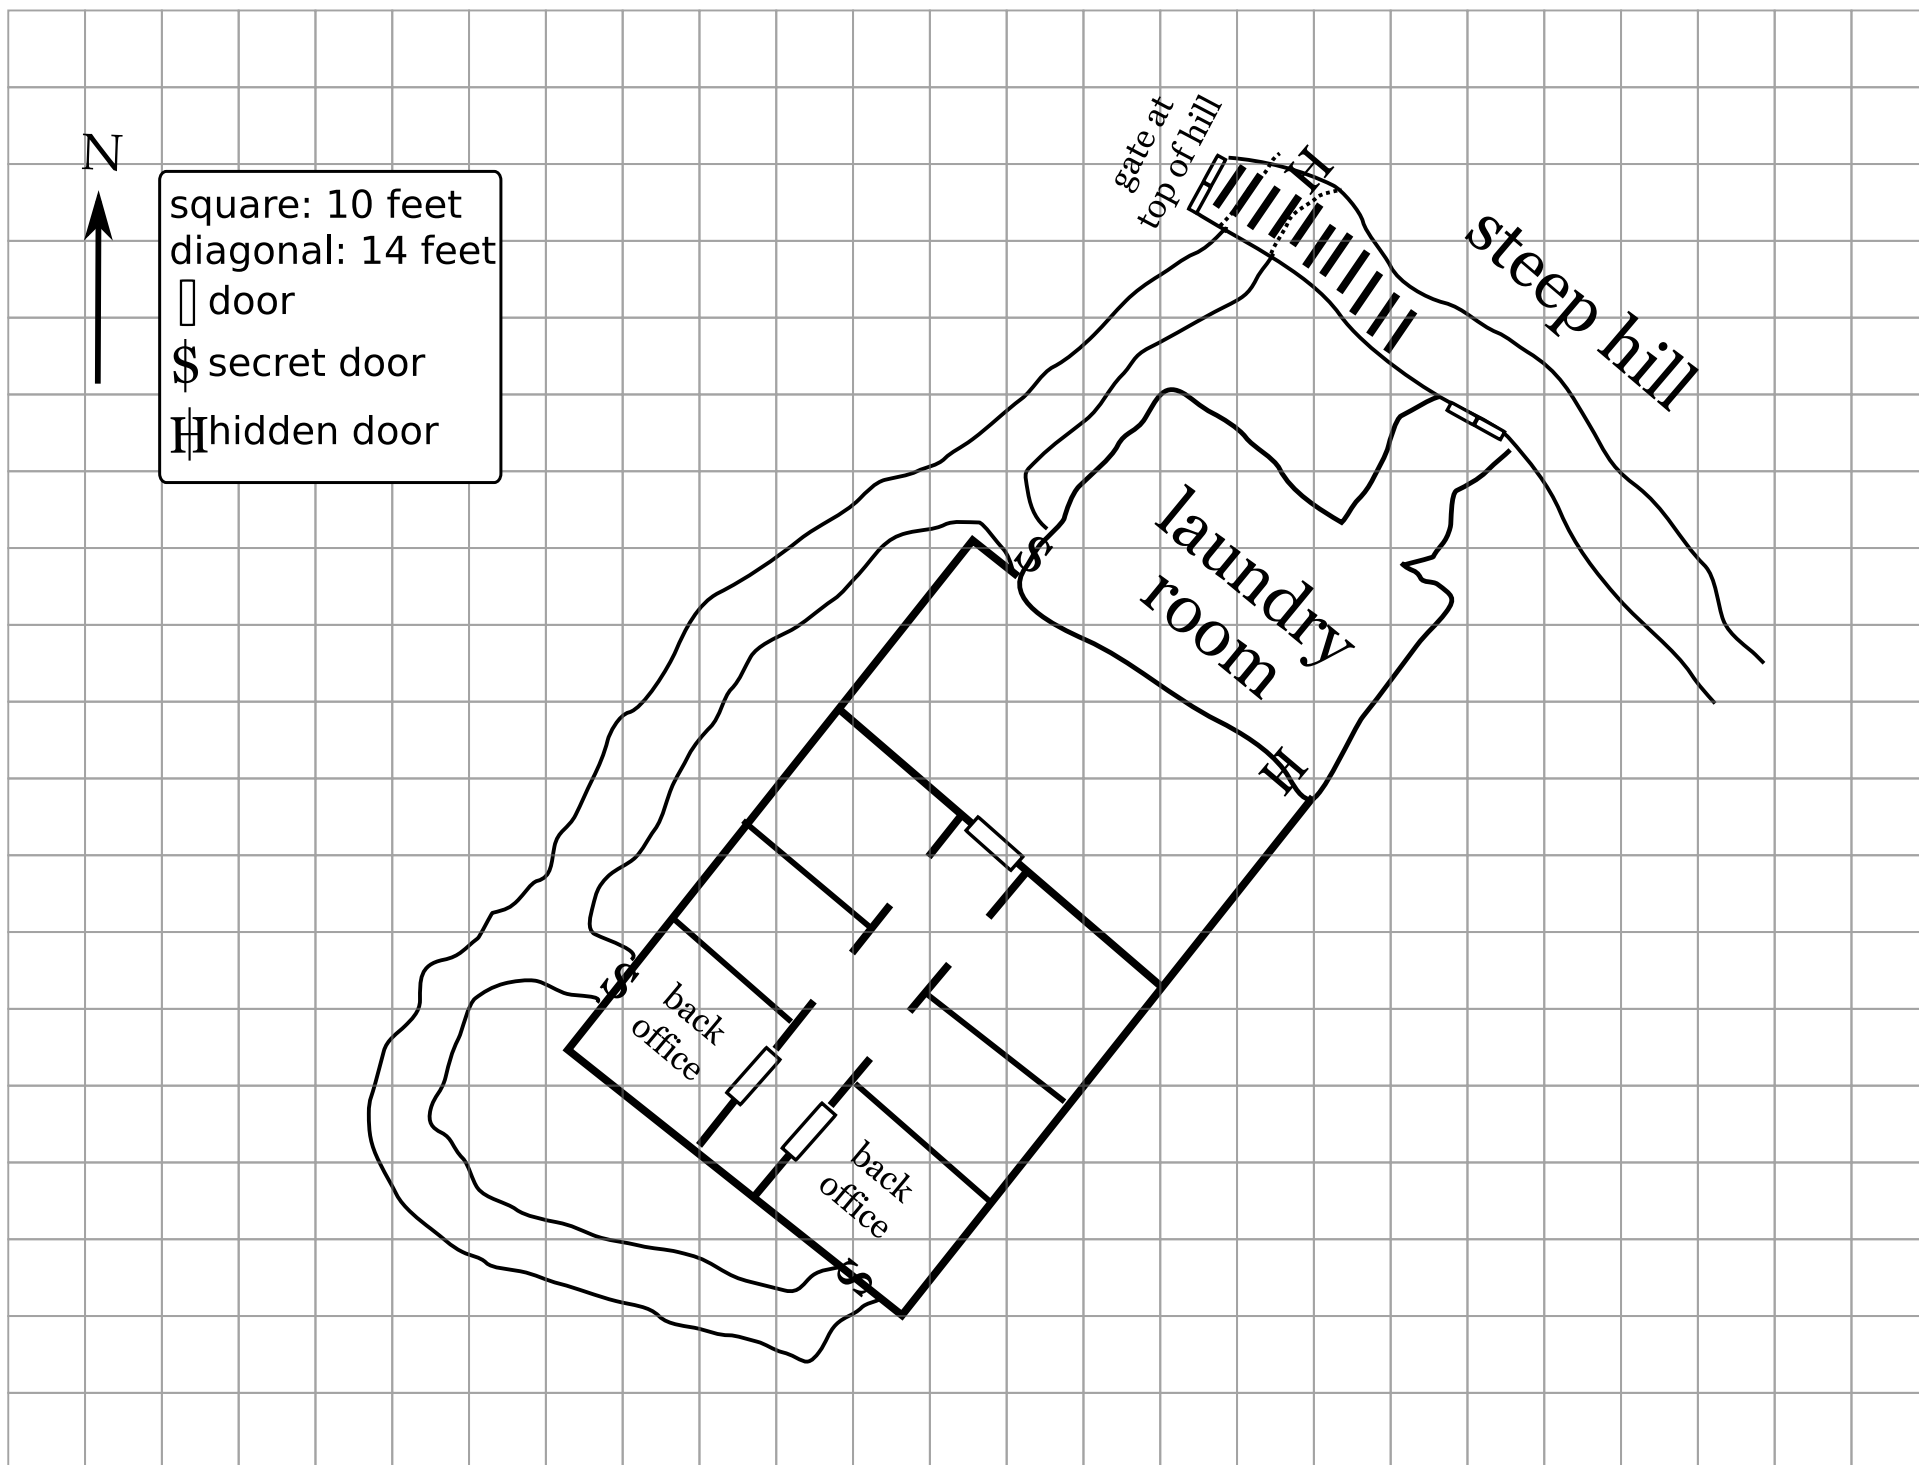 N
square: 10 feet
diagonal: 14 feet
door
$ secret door
H hidden door
gate at
top of hill
H
steep hill
$
laundry
room
H
$
back
office
back
office
$